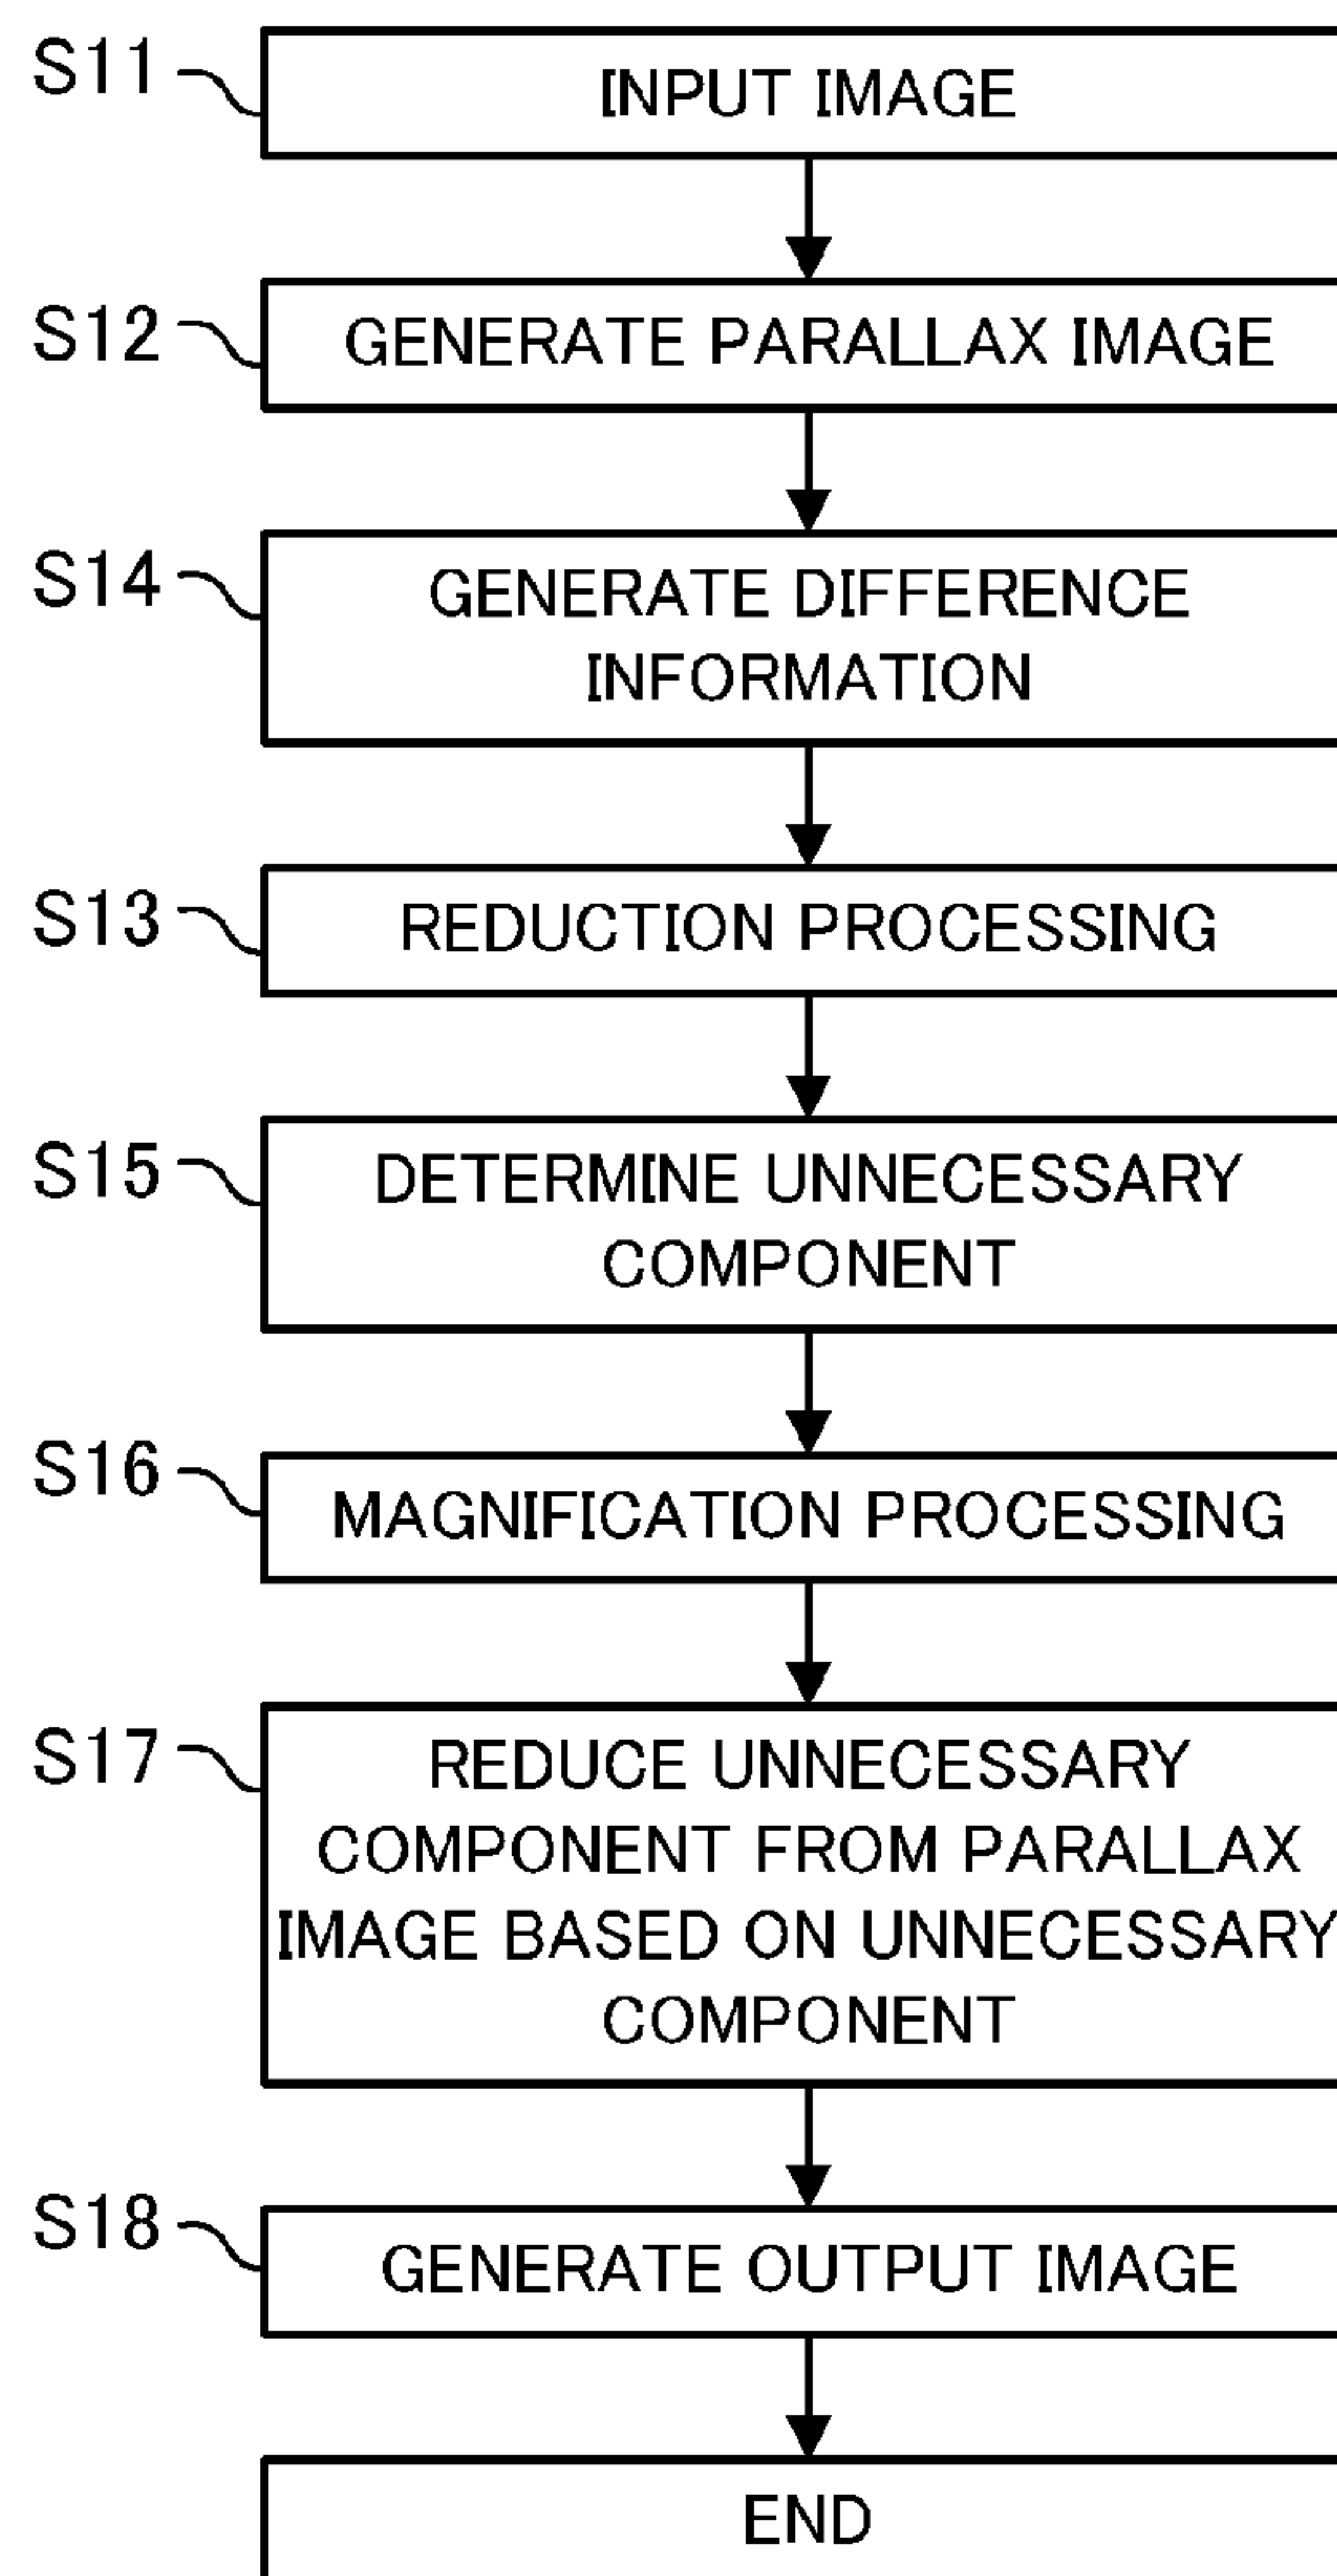 S11
INPUT IMAGE
S12
GENERATE PARALLAX IMAGE
S14
GENERATE DIFFERENCE
INFORMATION
S13
REDUCTION PROCESSING
S15
DETERMINE UNNECESSARY
COMPONENT
S16
MAGNIFICATION PROCESSING
S17
REDUCE UNNECESSARY
COMPONENT FROM PARALLAX
IMAGE BASED ON UNNECESSARY
COMPONENT
S18
GENERATE OUTPUT IMAGE
END